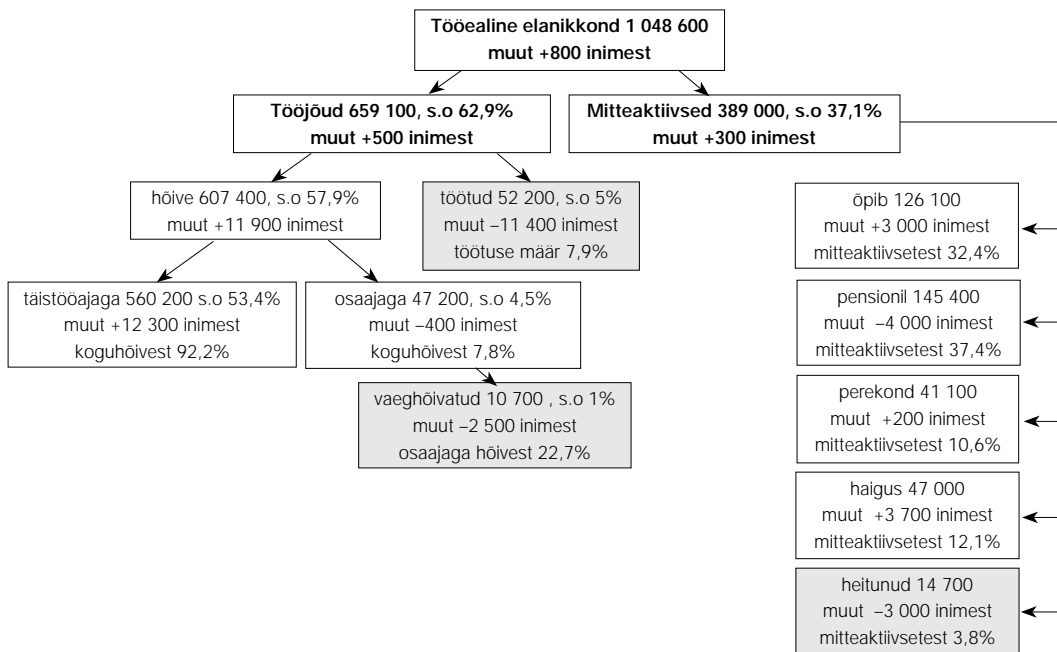 Tööealine elanikkond 1 048 600
muut +800 inimest
Tööjõud 659 100, s.o 62,9%
muut +500 inimest
Mitteaktiivsed 389 000, s.o 37,1%
muut +300 inimest
hõive 607 400, s.o 57,9%
muut +11 900 inimest
töötud 52 200, s.o 5%
muut –11 400 inimest
töötuse määr 7,9%
täistööajaga 560 200 s.o 53,4%
muut +12 300 inimest
koguhõivest 92,2%
osaajaga 47 200, s.o 4,5%
muut –400 inimest
koguhõivest 7,8%
vaeghõivatud 10 700 , s.o 1%
muut –2 500 inimest
osaajaga hõivest 22,7%
õpib 126 100
muut +3 000 inimest
mitteaktiivsetest 32,4%
pensionil 145 400
muut –4 000 inimest
mitteaktiivsetest 37,4%
perekond 41 100
muut +200 inimest
mitteaktiivsetest 10,6%
haigus 47 000
muut +3 700 inimest
mitteaktiivsetest 12,1%
heitunud 14 700
muut –3 000 inimest
mitteaktiivsetest 3,8%